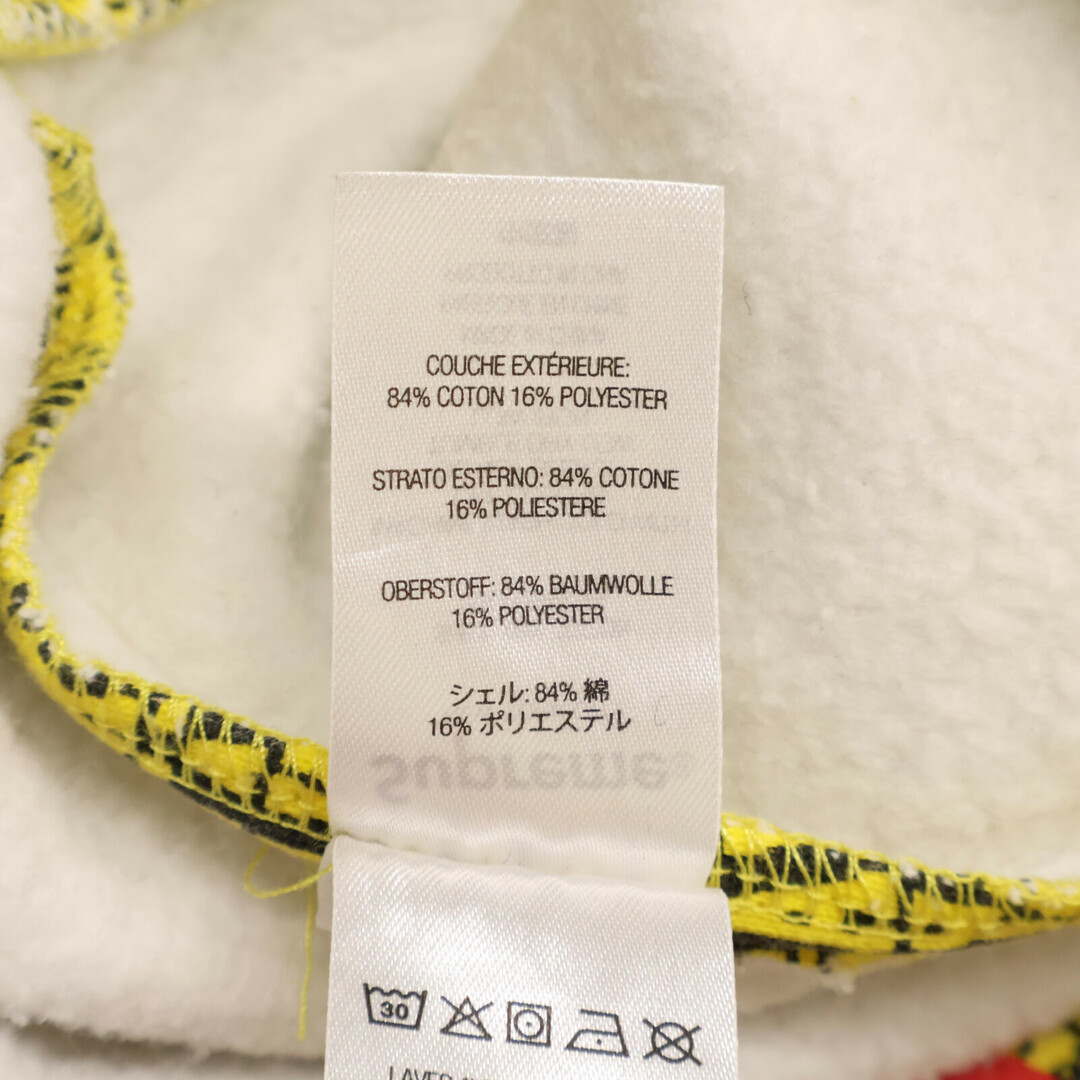 COUCHE EXTÉRIEURE:
84% COTON 16% POLYESTER
STRATO ESTERNO: 84% COTONE
16% POLIESTERE
OBERSTOFF: 84% BAUMWOLLE
16% POLYESTER
シェル: 84% 綿
16% ポリエステル
Supreme
30